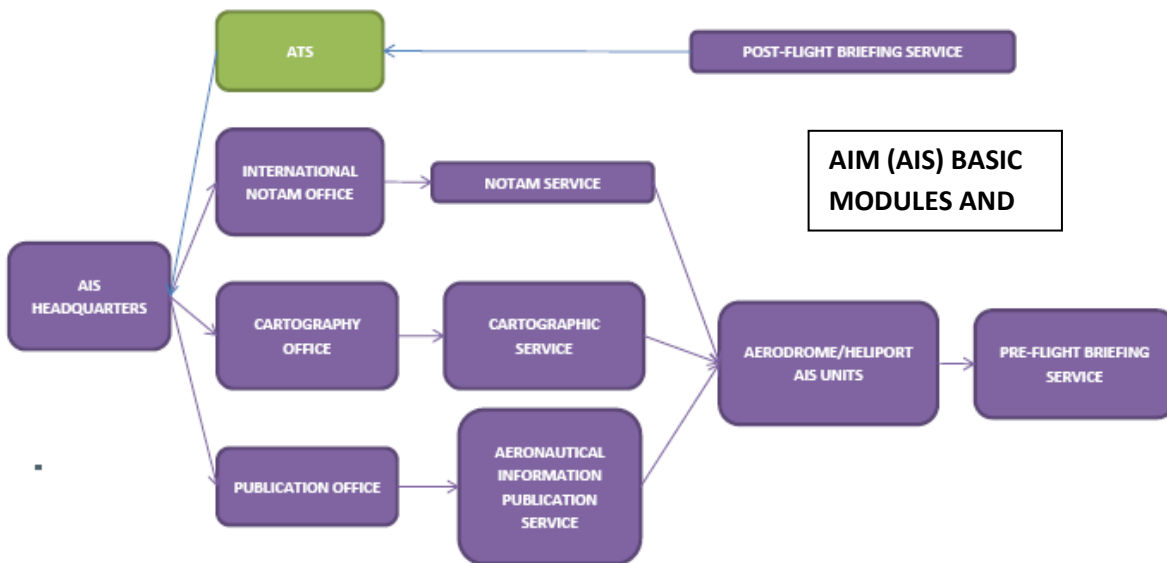 ATS
POST-FLIGHT BRIEFING SERVICE
AIM (AIS) BASIC
MODULES AND
INTERNATIONAL
NOTAM OFFICE
NOTAM SERVICE
AIS
HEADQUARTERS
CARTOGRAPHY
OFFICE
CARTOGRAPHIC
SERVICE
AERODROME/HELIPORT
AIS UNITS
PRE-FLIGHT BRIEFING
SERVICE
PUBLICATION OFFICE
AERONAUTICAL
INFORMATION
PUBLICATION
SERVICE